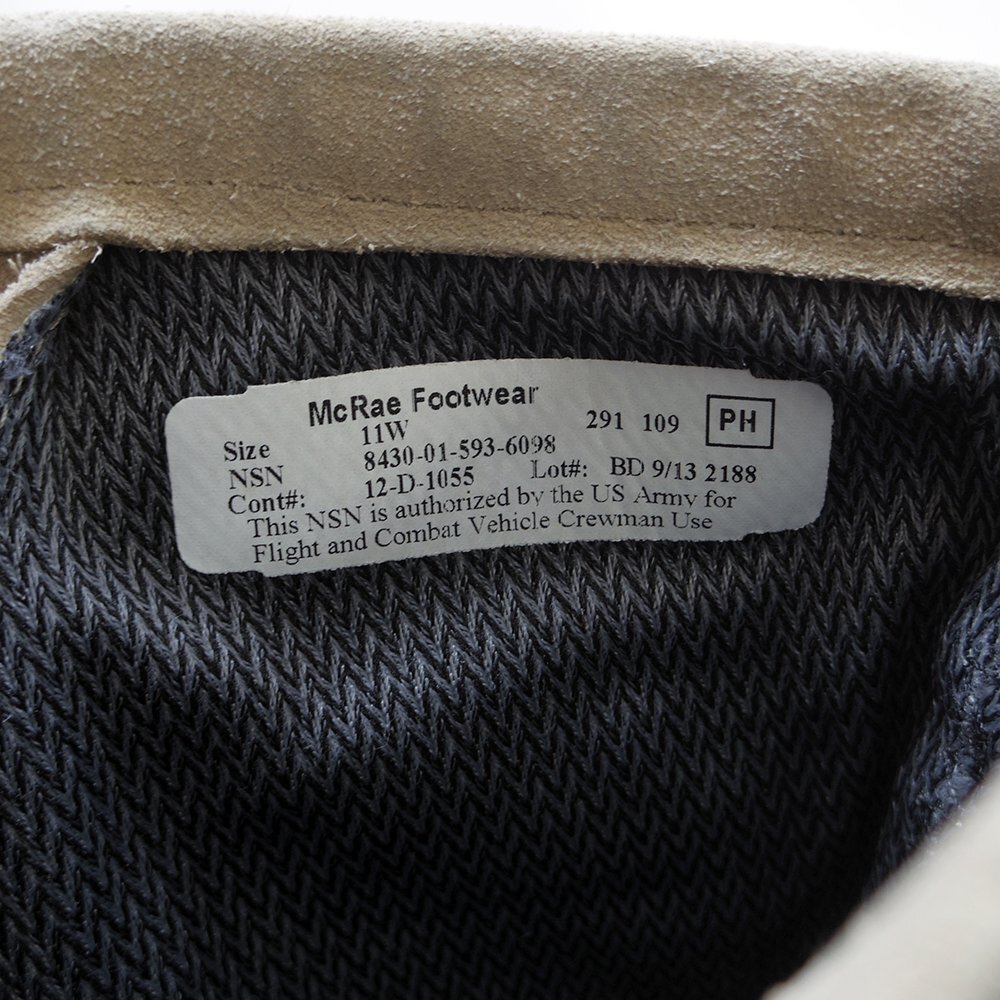 McRae Footwear
Size 11W 291 109 PH
NSN 8430-01-593-6098
Cont#: 12-D-1055 Lot#: BD 9/13 2188
This NSN is authorized by the US Army for
Flight and Combat Vehicle Crewman Use